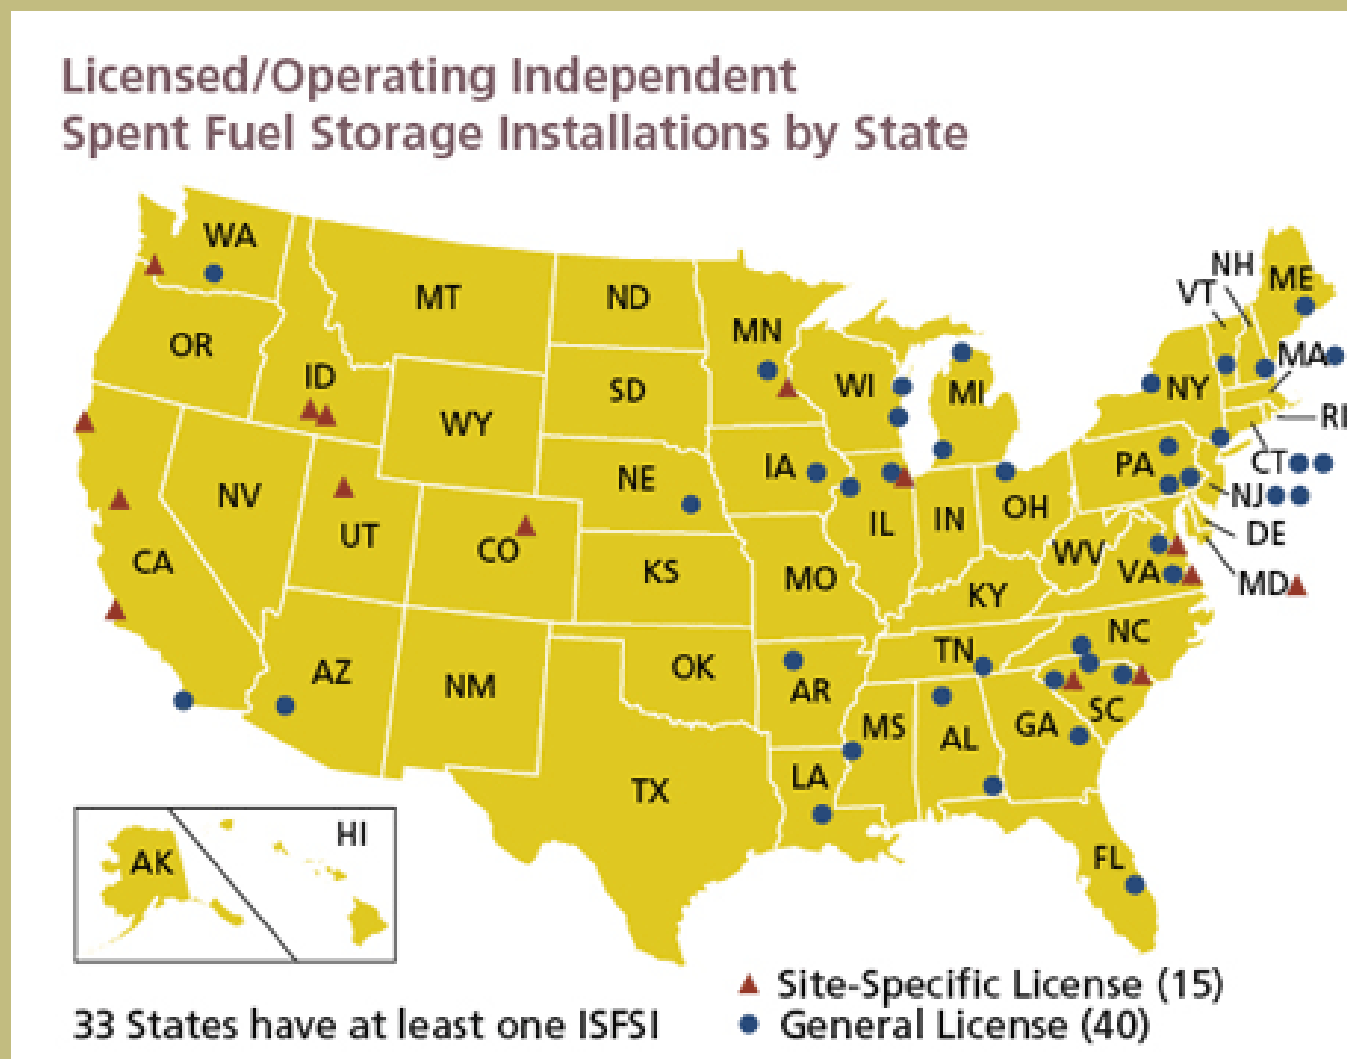 Licensed/Operating Independent
Spent Fuel Storage Installations by State
WA
MT
ND
MN
NH
VT
ME
OR
ID
SD
WI
MI
NY
MA
WY
RI
IA
NE
PA
CT
NV
UT
CO
IL
IN
OH
NJ
DE
CA
KS
MO
WV
VA
MD
KY
AZ
NM
OK
AR
TN
NC
MS
AL
GA
SC
TX
LA
HI
AK
FL
Site-Specific License (15)
33 States have at least one ISFSI
General License (40)